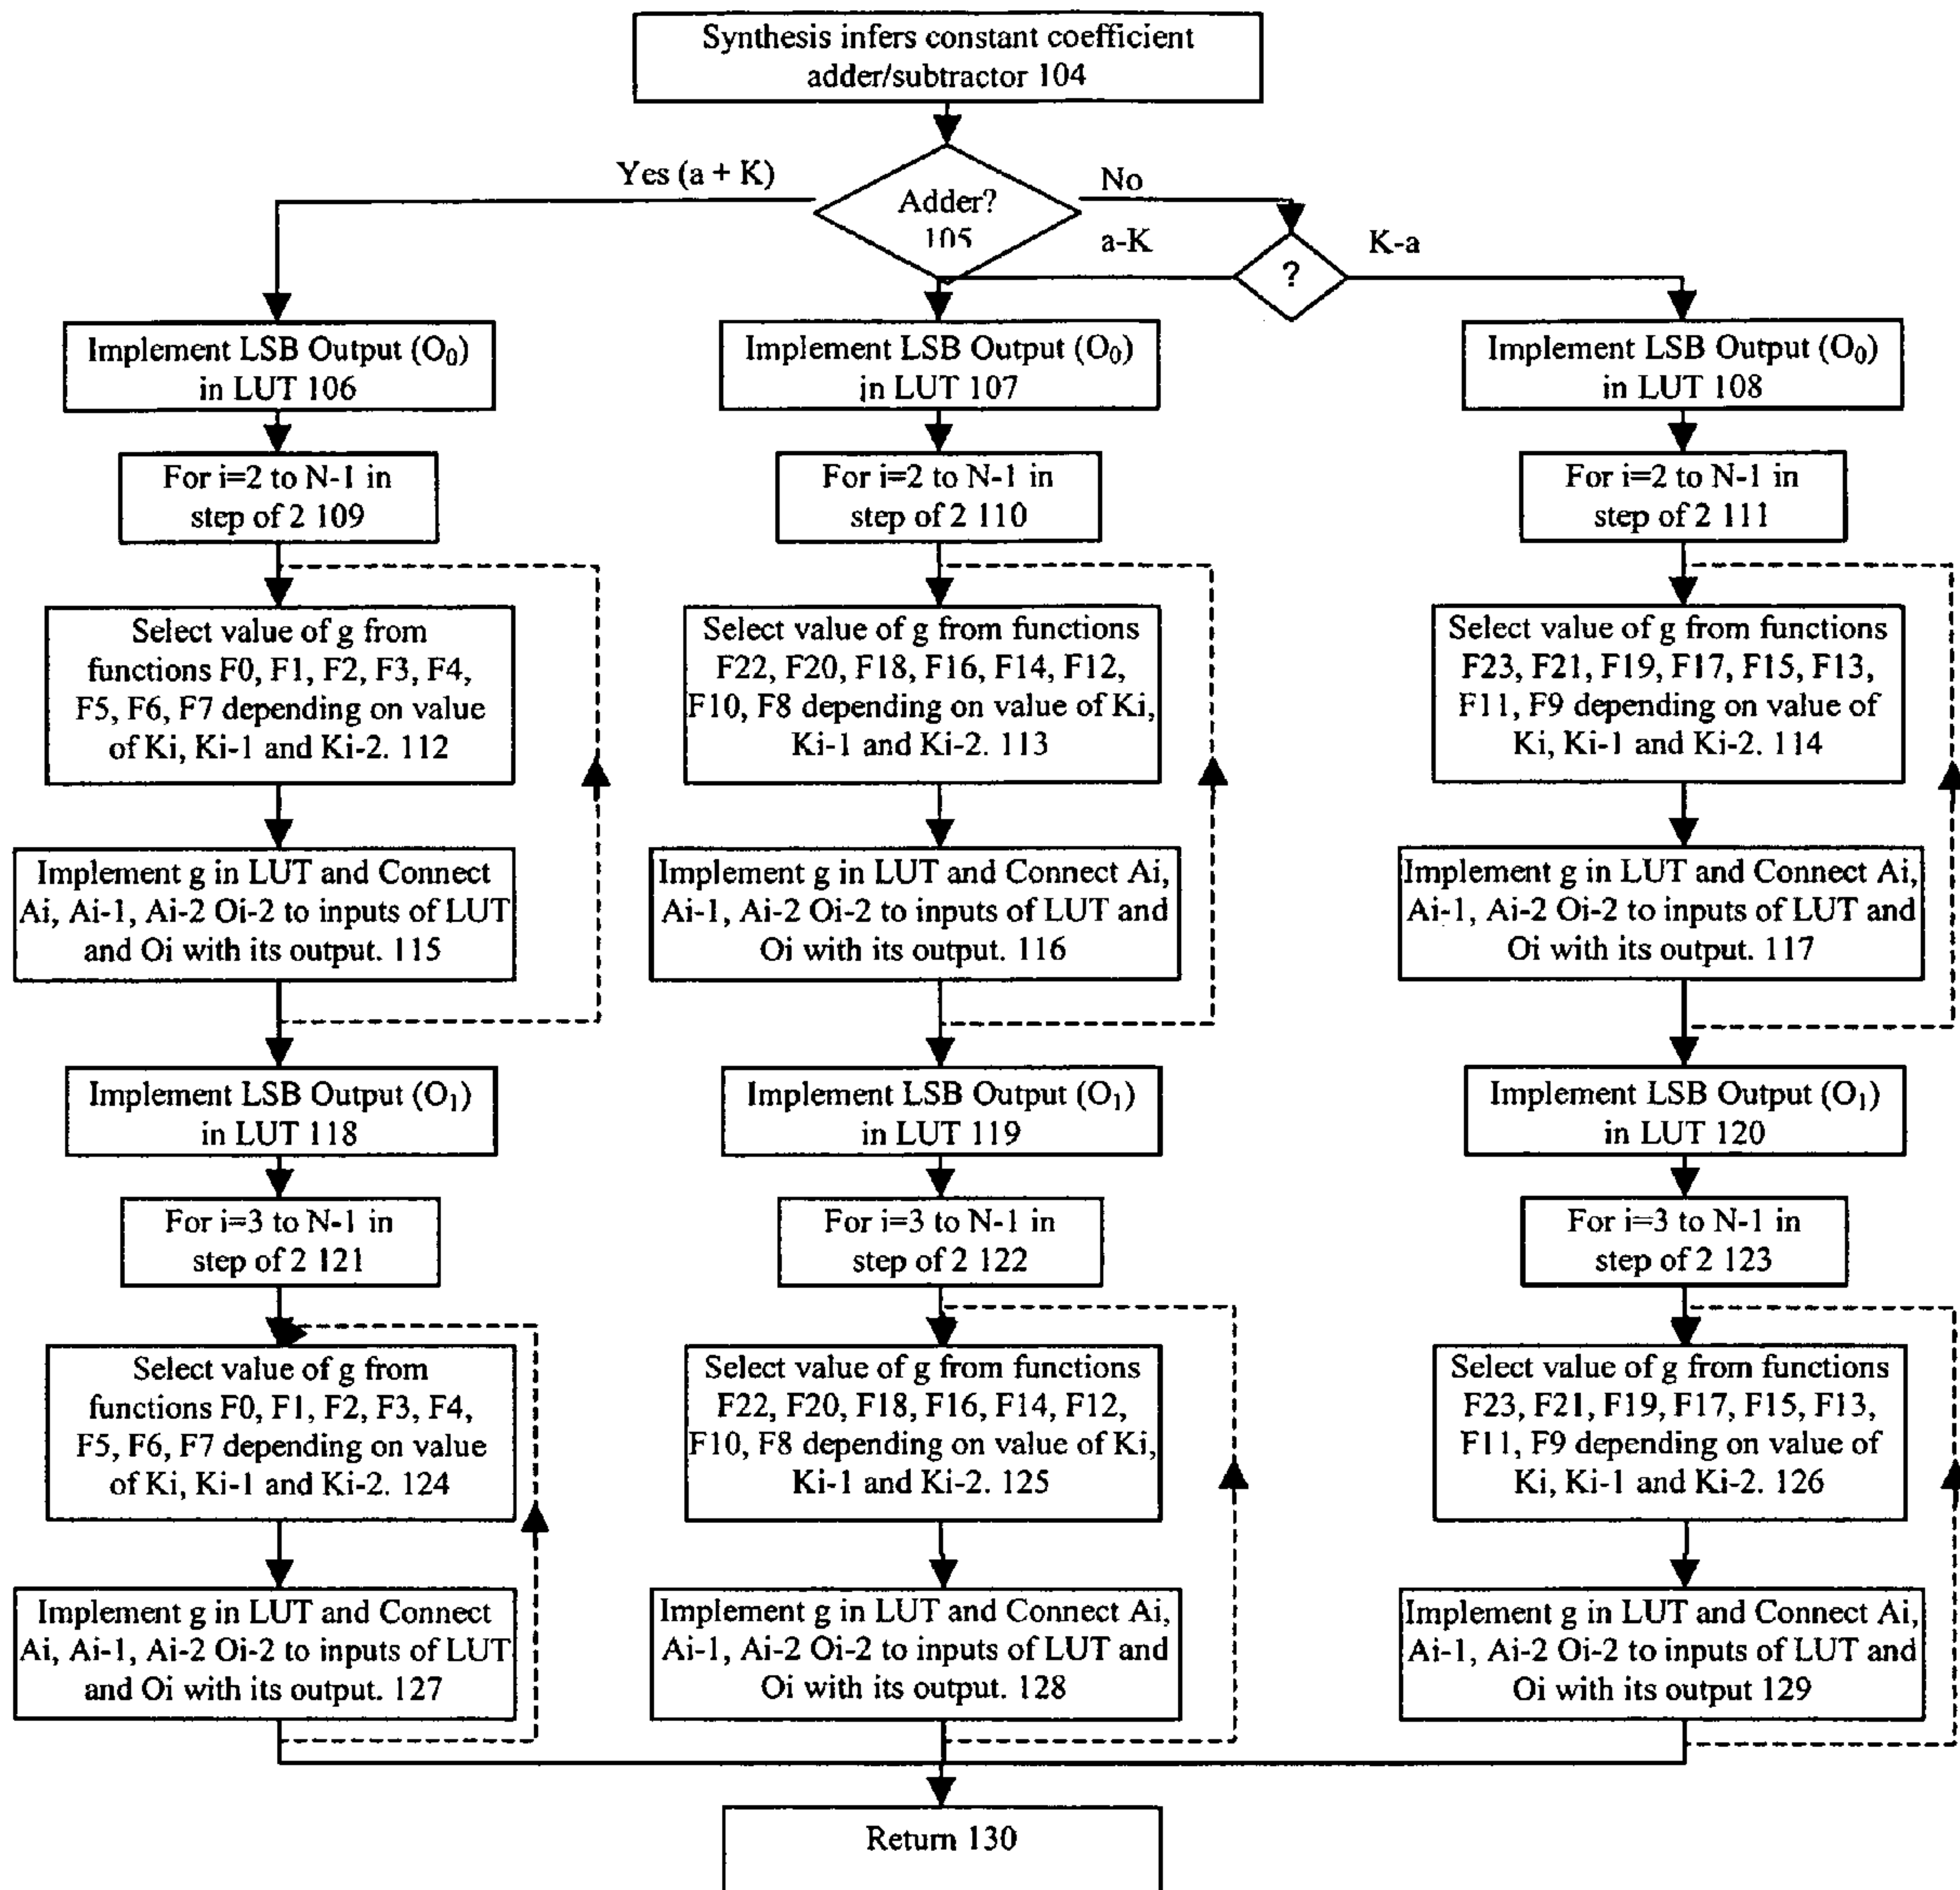 Synthesis infers constant coefficient
adder/subtractor 104
Yes (a + K)
Adder?
105
No
a-K
?
K-a
Implement LSB Output (O₀)
in LUT 106
Implement LSB Output (O₀)
in LUT 107
Implement LSB Output (O₀)
in LUT 108
For i=2 to N-1 in
step of 2 109
For i=2 to N-1 in
step of 2 110
For i=2 to N-1 in
step of 2 111
Select value of g from
functions F0, F1, F2, F3, F4,
F5, F6, F7 depending on value
of Ki, Ki-1 and Ki-2. 112
Select value of g from functions
F22, F20, F18, F16, F14, F12,
F10, F8 depending on value of Ki,
Ki-1 and Ki-2. 113
Select value of g from functions
F23, F21, F19, F17, F15, F13,
F11, F9 depending on value of
Ki, Ki-1 and Ki-2. 114
Implement g in LUT and Connect
Ai, Ai-1, Ai-2 Oi-2 to inputs of LUT
and Oi with its output. 115
Implement g in LUT and Connect Ai,
Ai-1, Ai-2 Oi-2 to inputs of LUT and
Oi with its output. 116
Implement g in LUT and Connect Ai,
Ai-1, Ai-2 Oi-2 to inputs of LUT and
Oi with its output. 117
Implement LSB Output (O₁)
in LUT 118
Implement LSB Output (O₁)
in LUT 119
Implement LSB Output (O₁)
in LUT 120
For i=3 to N-1 in
step of 2 121
For i=3 to N-1 in
step of 2 122
For i=3 to N-1 in
step of 2 123
Select value of g from
functions F0, F1, F2, F3, F4,
F5, F6, F7 depending on value
of Ki, Ki-1 and Ki-2. 124
Select value of g from functions
F22, F20, F18, F16, F14, F12,
F10, F8 depending on value of Ki,
Ki-1 and Ki-2. 125
Select value of g from functions
F23, F21, F19, F17, F15, F13,
F11, F9 depending on value of
Ki, Ki-1 and Ki-2. 126
Implement g in LUT and Connect
Ai, Ai-1, Ai-2 Oi-2 to inputs of LUT
and Oi with its output. 127
Implement g in LUT and Connect Ai,
Ai-1, Ai-2 Oi-2 to inputs of LUT and
Oi with its output. 128
Implement g in LUT and Connect Ai,
Ai-1, Ai-2 Oi-2 to inputs of LUT and
Oi with its output 129
Return 130